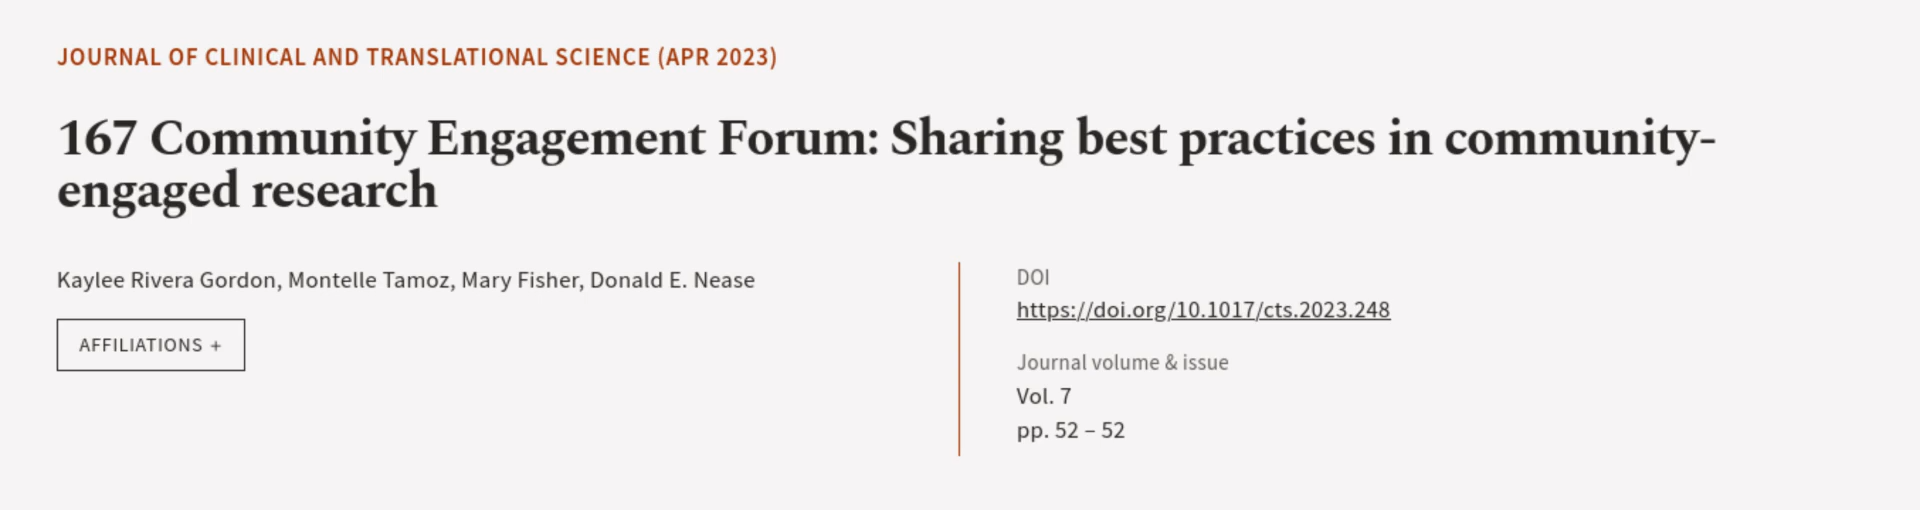 JOURNAL OF CLINICAL AND TRANSLATIONAL SCIENCE (APR 2023)
167 Community Engagement Forum: Sharing best practices in community-
engaged research
Kaylee Rivera Gordon, Montelle Tamoz, Mary Fisher, Donald E. Nease
AFFILIATIONS +
DOI
https://doi.org/10.1017/cts.2023.248
Journal volume & issue
Vol. 7
pp. 52 – 52